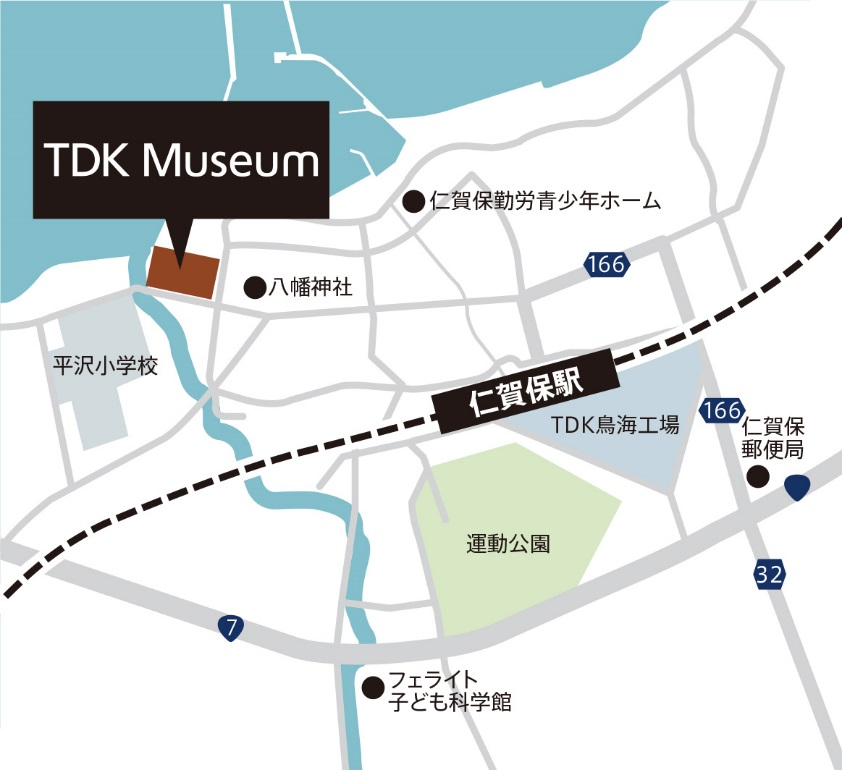 TDK Museum
仁賀保勤労青少年ホーム
166
八幡神社
平沢小学校
仁賀保駅
TDK鳥海工場
166
仁賀保
郵便局
運動公園
32
7
フェライト
子ども科学館